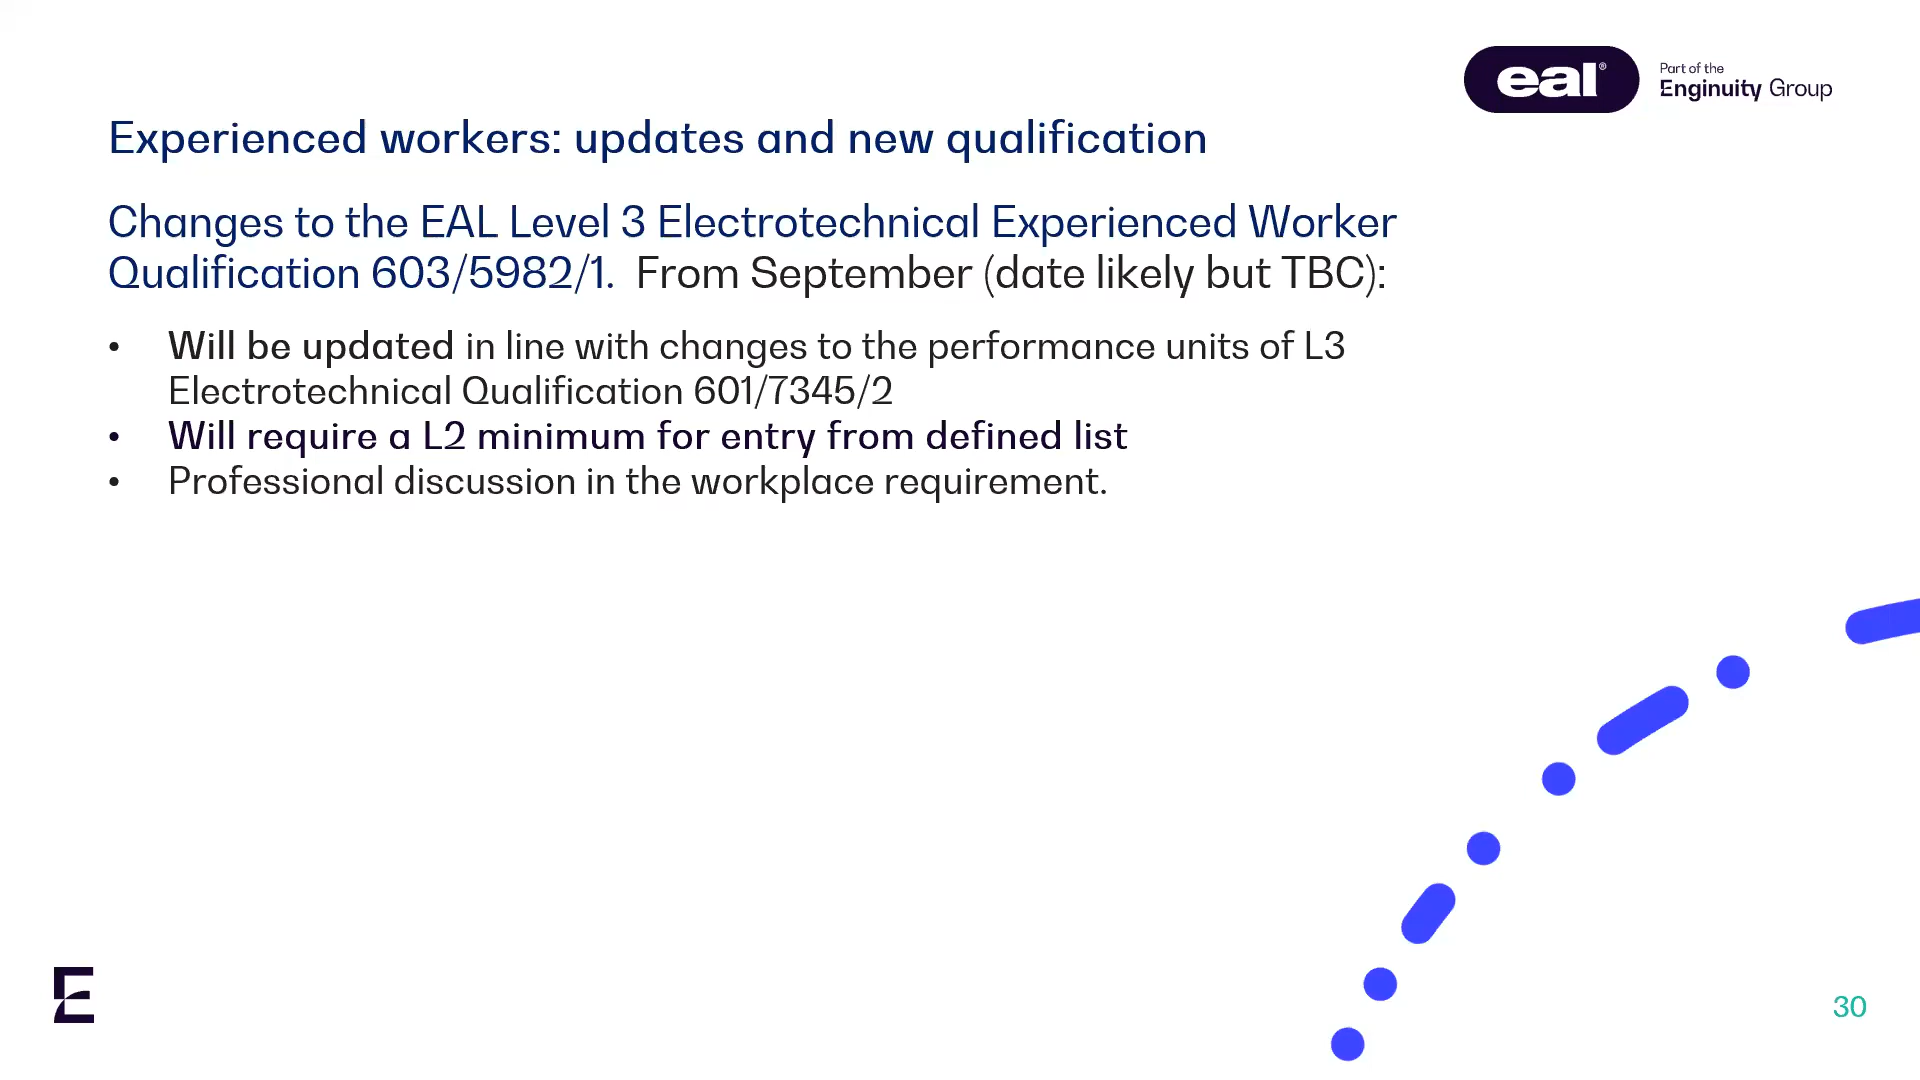 eal®
Part of the
Enginuity Group
Experienced workers: updates and new qualification
Changes to the EAL Level 3 Electrotechnical Experienced Worker
Qualification 603/5982/1. From September (date likely but TBC):
• Will be updated in line with changes to the performance units of L3
Electrotechnical Qualification 601/7345/2
• Will require a L2 minimum for entry from defined list
• Professional discussion in the workplace requirement.
E
30